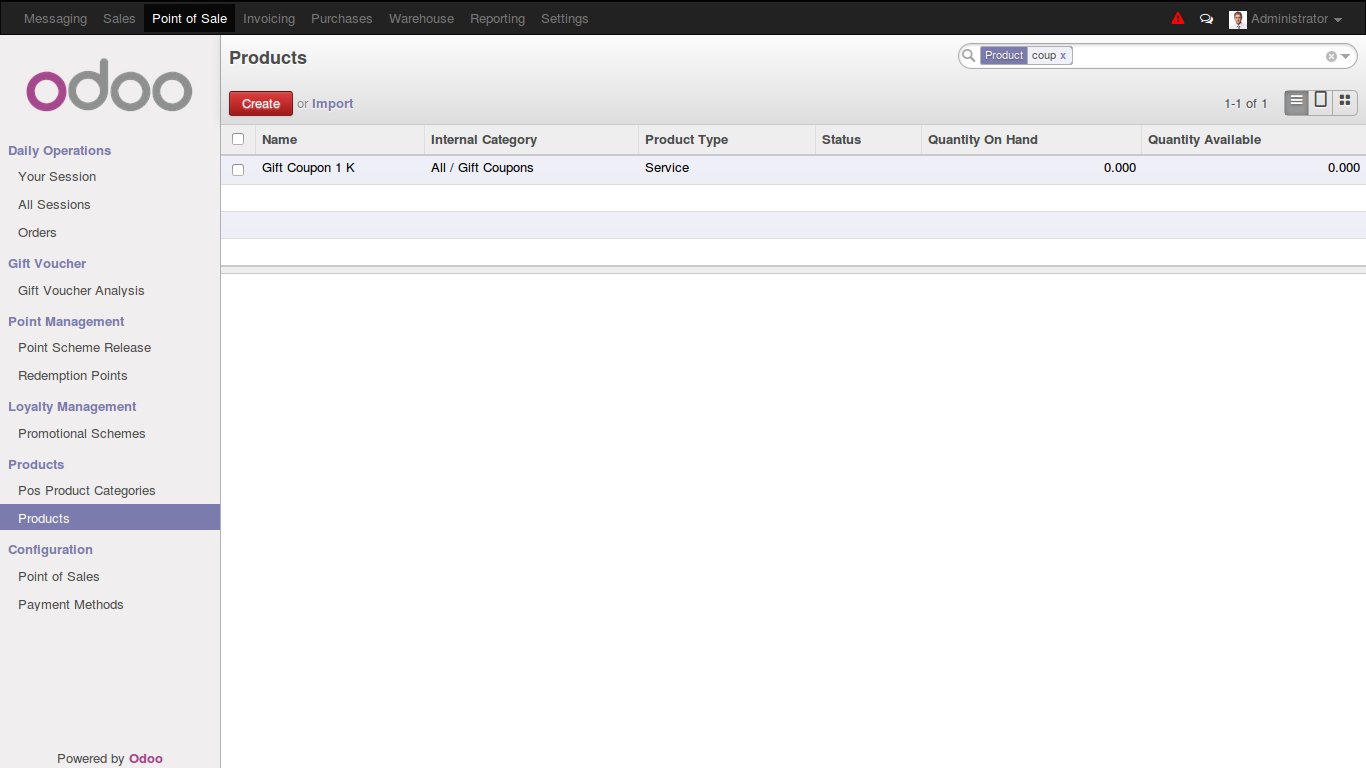 Messaging Sales Point of Sale Invoicing Purchases Warehouse Reporting Settings Administrator
odoo
Daily Operations
Your Session
All Sessions
Orders
Gift Voucher
Gift Voucher Analysis
Point Management
Point Scheme Release
Redemption Points
Loyalty Management
Promotional Schemes
Products
Pos Product Categories
Products
Configuration
Point of Sales
Payment Methods
Powered by Odoo
Products
Product coup x
Create or Import
1-1 of 1
Name Internal Category Product Type Status Quantity On Hand Quantity Available
Gift Coupon 1 K All / Gift Coupons Service 0.000 0.000